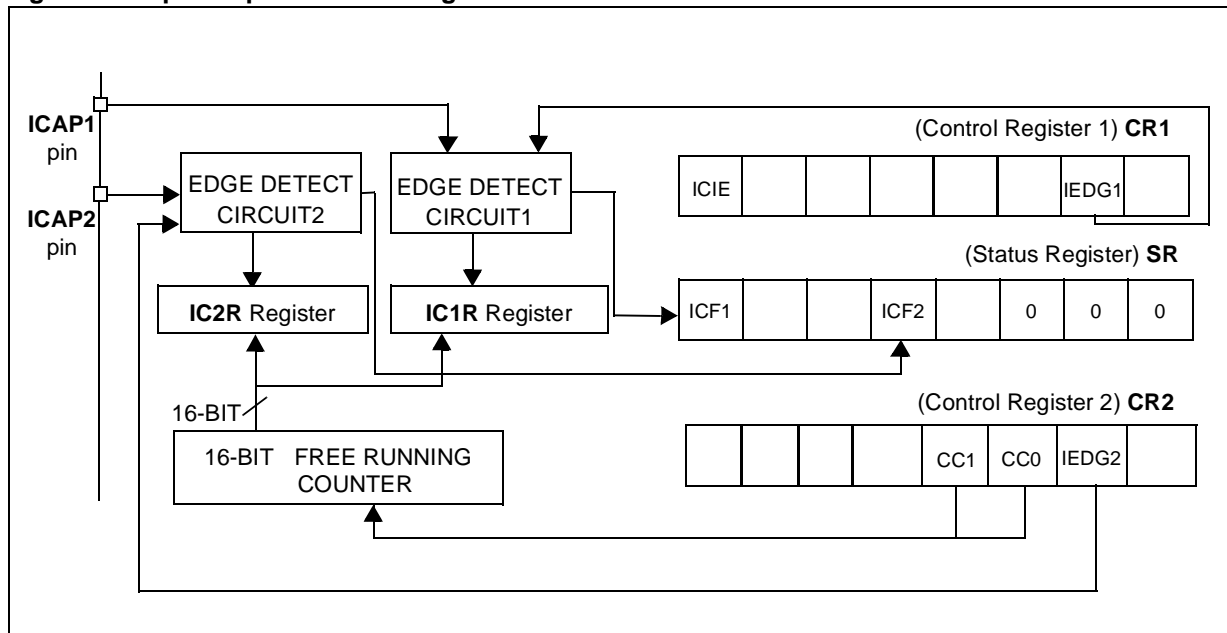 ICAP1
pin
ICAP2
pin
EDGE DETECT
CIRCUIT2
EDGE DETECT
CIRCUIT1
IC2R Register
IC1R Register
16-BIT
16-BIT FREE RUNNING
COUNTER
(Control Register 1) CR1
ICIE IEDG1
(Status Register) SR
ICF1 ICF2 0 0 0
(Control Register 2) CR2
CC1 CC0 IEDG2